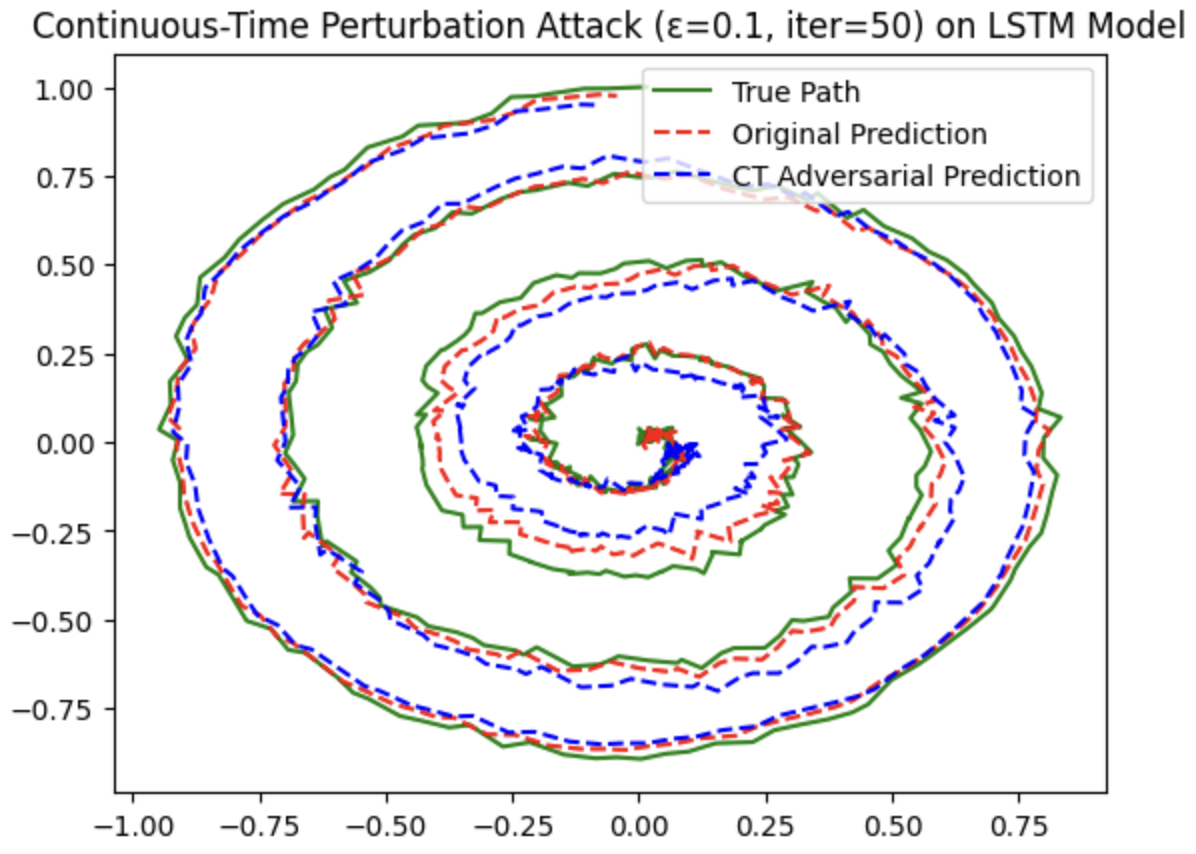 Continuous-Time Perturbation Attack (ε=0.1, iter=50) on LSTM Model
True Path
Original Prediction
CT Adversarial Prediction
1.00
0.75
0.50
0.25
0.00
−0.25
−0.50
−0.75
−1.00 −0.75 −0.50 −0.25 0.00 0.25 0.50 0.75